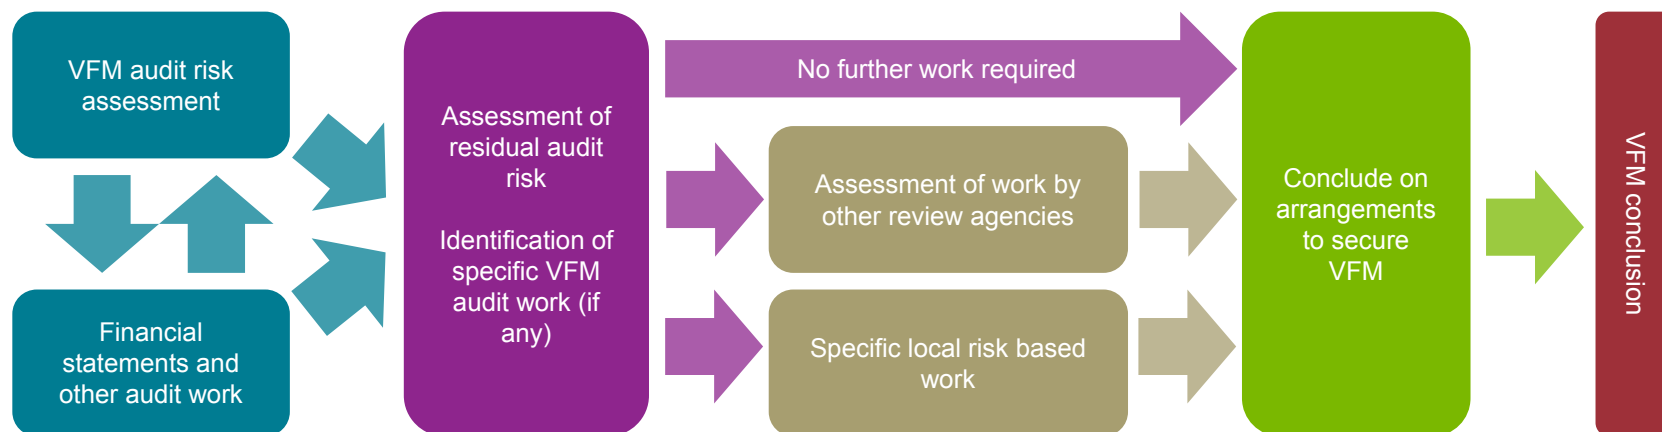 VFM audit risk
assessment
Financial
statements and
other audit work
Assessment of
residual audit
risk
Identification of
specific VFM
audit work (if
any)
No further work required
Assessment of work by
other review agencies
Specific local risk based
work
Conclude on
arrangements
to secure
VFM
VFM conclusion